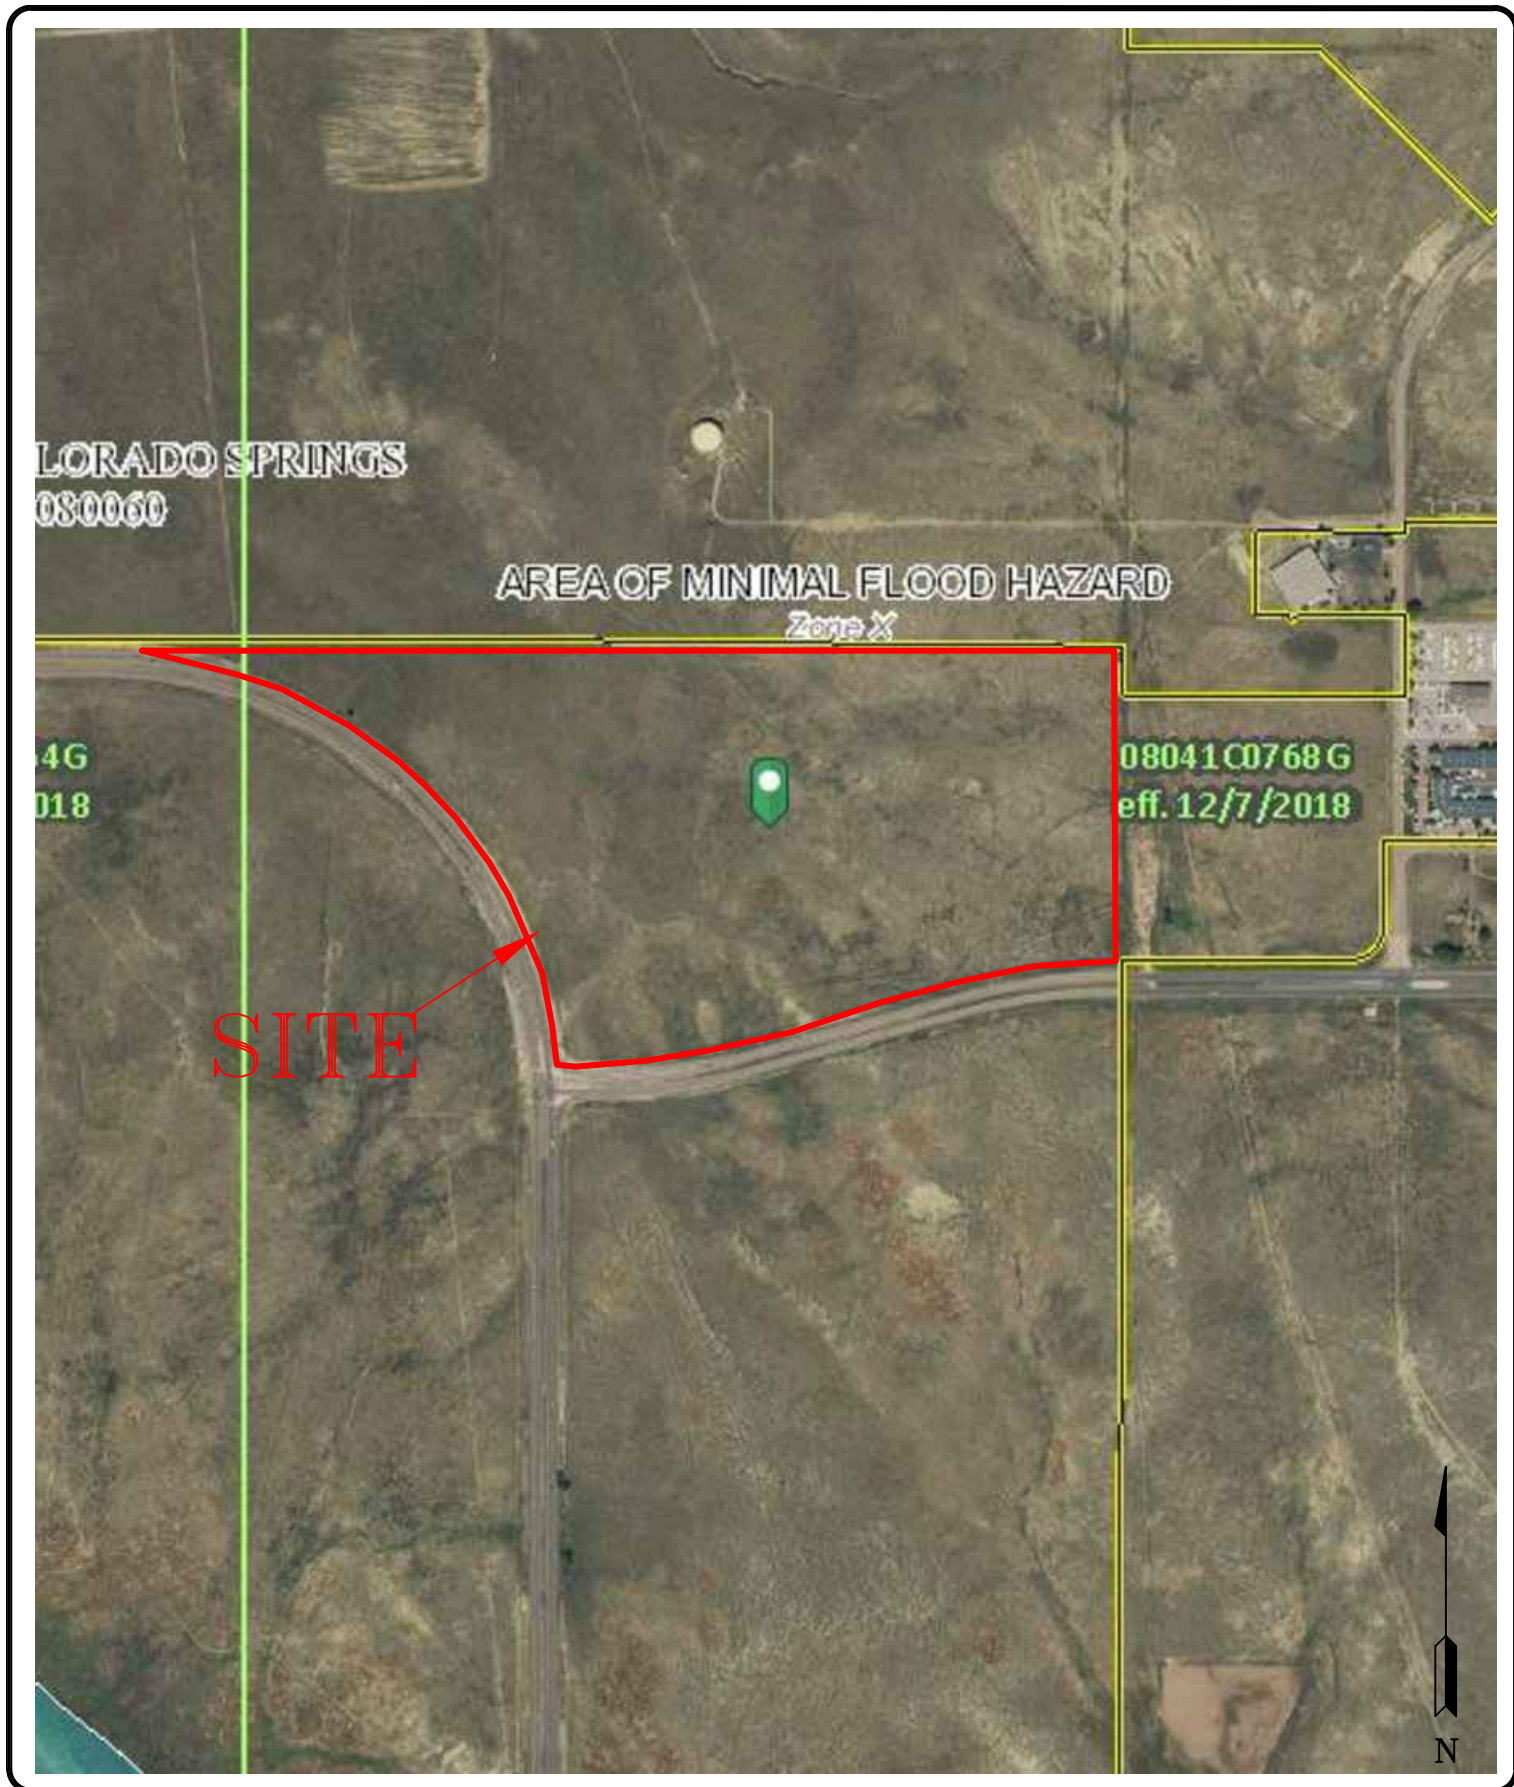 LORADO SPRINGS
080060
AREA OF MINIMAL FLOOD HAZARD
Zone X
4G
018
08041C0768G
eff. 12/7/2018
SITE
N